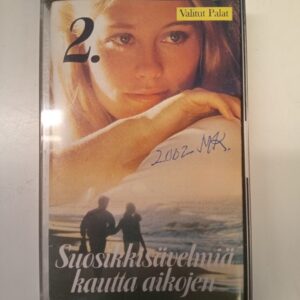 2.
Valitut Palat
2002 MK.
Suosikkisävelmiä
kautta aikojen